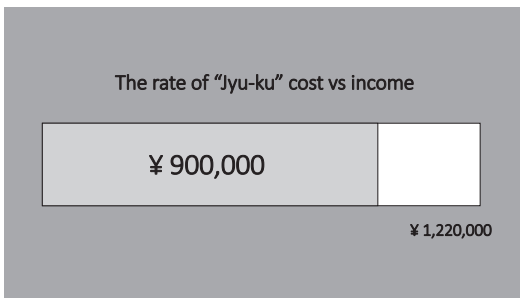 The rate of “Jyu-ku” cost vs income
¥ 900,000
¥ 1,220,000